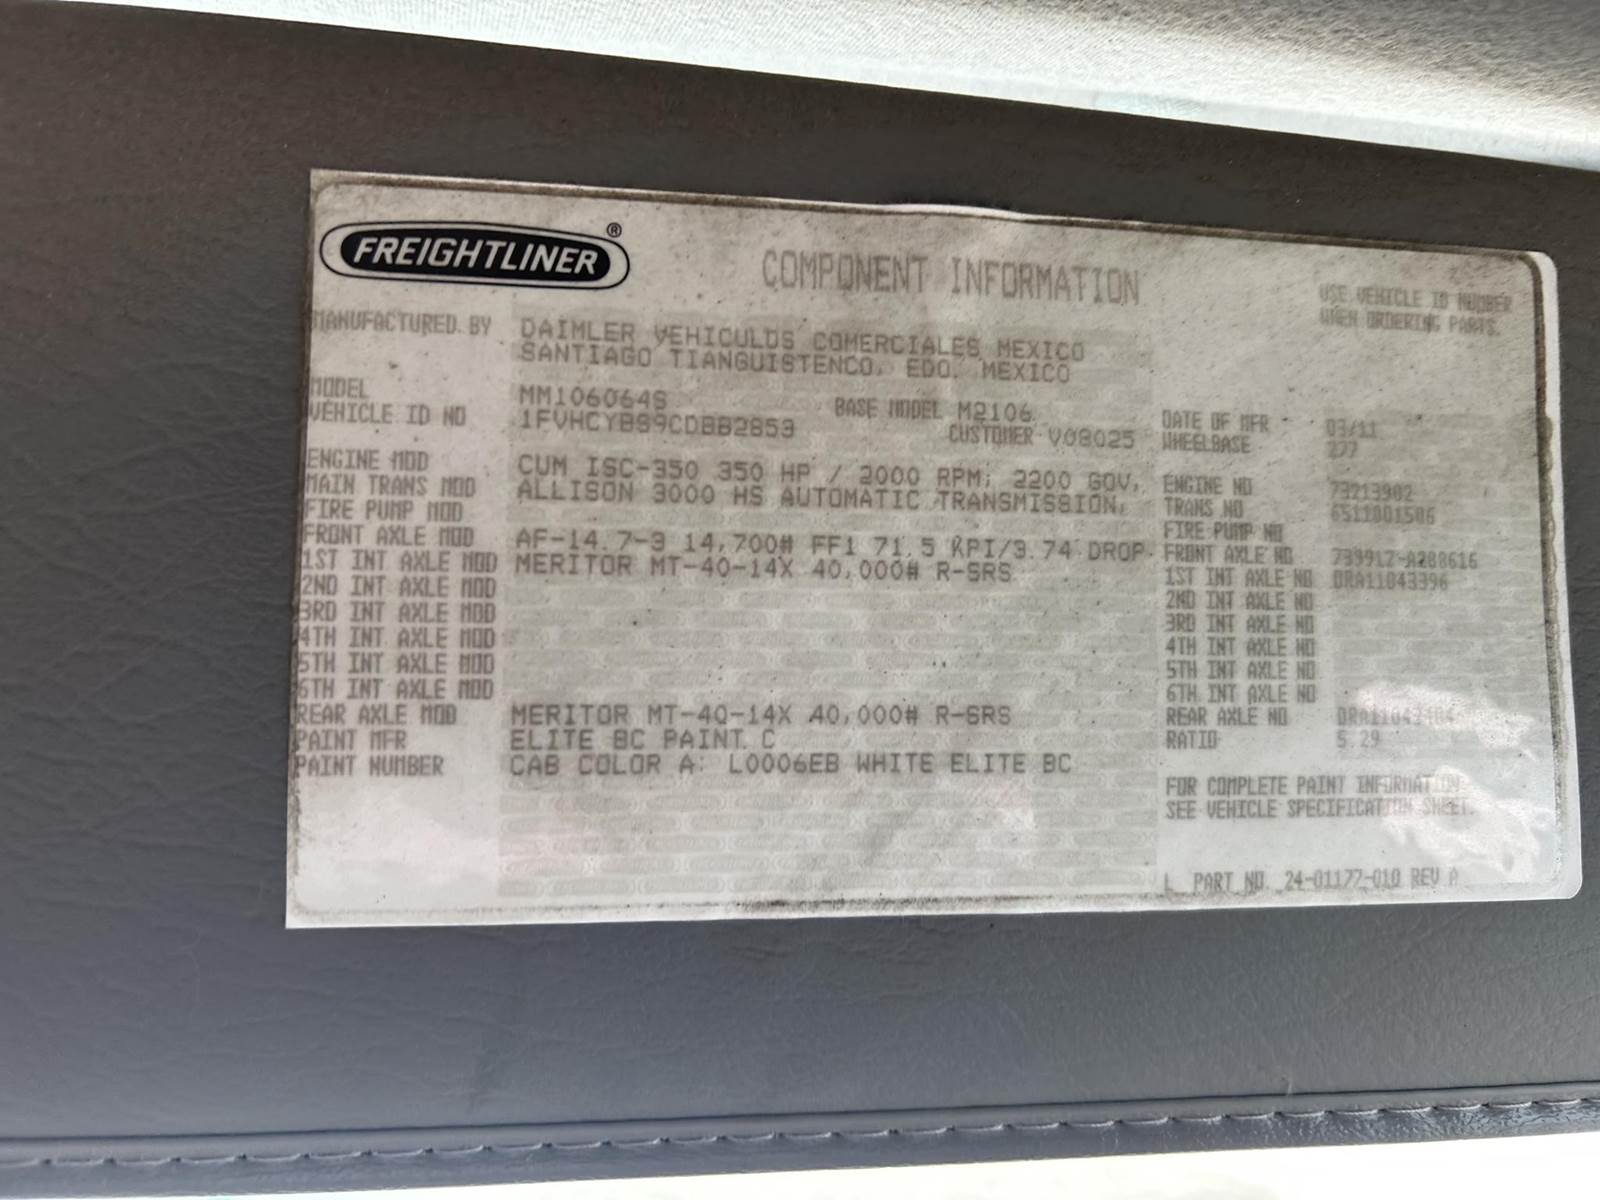 FREIGHTLINER®
COMPONENT INFORMATION
USE VEHICLE ID NUMBER
WHEN ORDERING PARTS.
MANUFACTURED BY DAIMLER VEHICULOS COMERCIALES MEXICO
SANTIAGO TIANGUISTENCO, EDO. MEXICO
MODEL MM106064S BASE MODEL M2106 DATE OF MFR 03/11
VEHICLE ID NO CUSTOMER V08025 WHEELBASE 277
ENGINE MOD CUM ISC-350 350 HP / 2000 RPM; 2200 GOV, ENGINE NO 73213902
MAIN TRANS MOD ALLISON 3000 HS AUTOMATIC TRANSMISSION, TRANS NO 6511001506
FIRE PUMP MOD FIRE PUMP NO
FRONT AXLE MOD AF-14.7-3 14,700# FF1 71.5 KPI/3.74 DROP FRONT AXLE NO 739912-A288616
1ST INT AXLE MOD MERITOR MT-40-14X 40,000# R-SRS 1ST INT AXLE NO ORA11043396
2ND INT AXLE MOD 2ND INT AXLE NO
3RD INT AXLE MOD 3RD INT AXLE NO
4TH INT AXLE MOD 4TH INT AXLE NO
5TH INT AXLE MOD 5TH INT AXLE NO
6TH INT AXLE MOD 6TH INT AXLE NO
REAR AXLE MOD MERITOR MT-40-14X 40,000# R-SRS REAR AXLE NO
PAINT MFR ELITE BC PAINT C RATIO 5.29
PAINT NUMBER CAB COLOR A: L0006EB WHITE ELITE BC
FOR COMPLETE PAINT INFORMATION
SEE VEHICLE SPECIFICATION SHEET.
PART NO. 24-01177-010 REV A